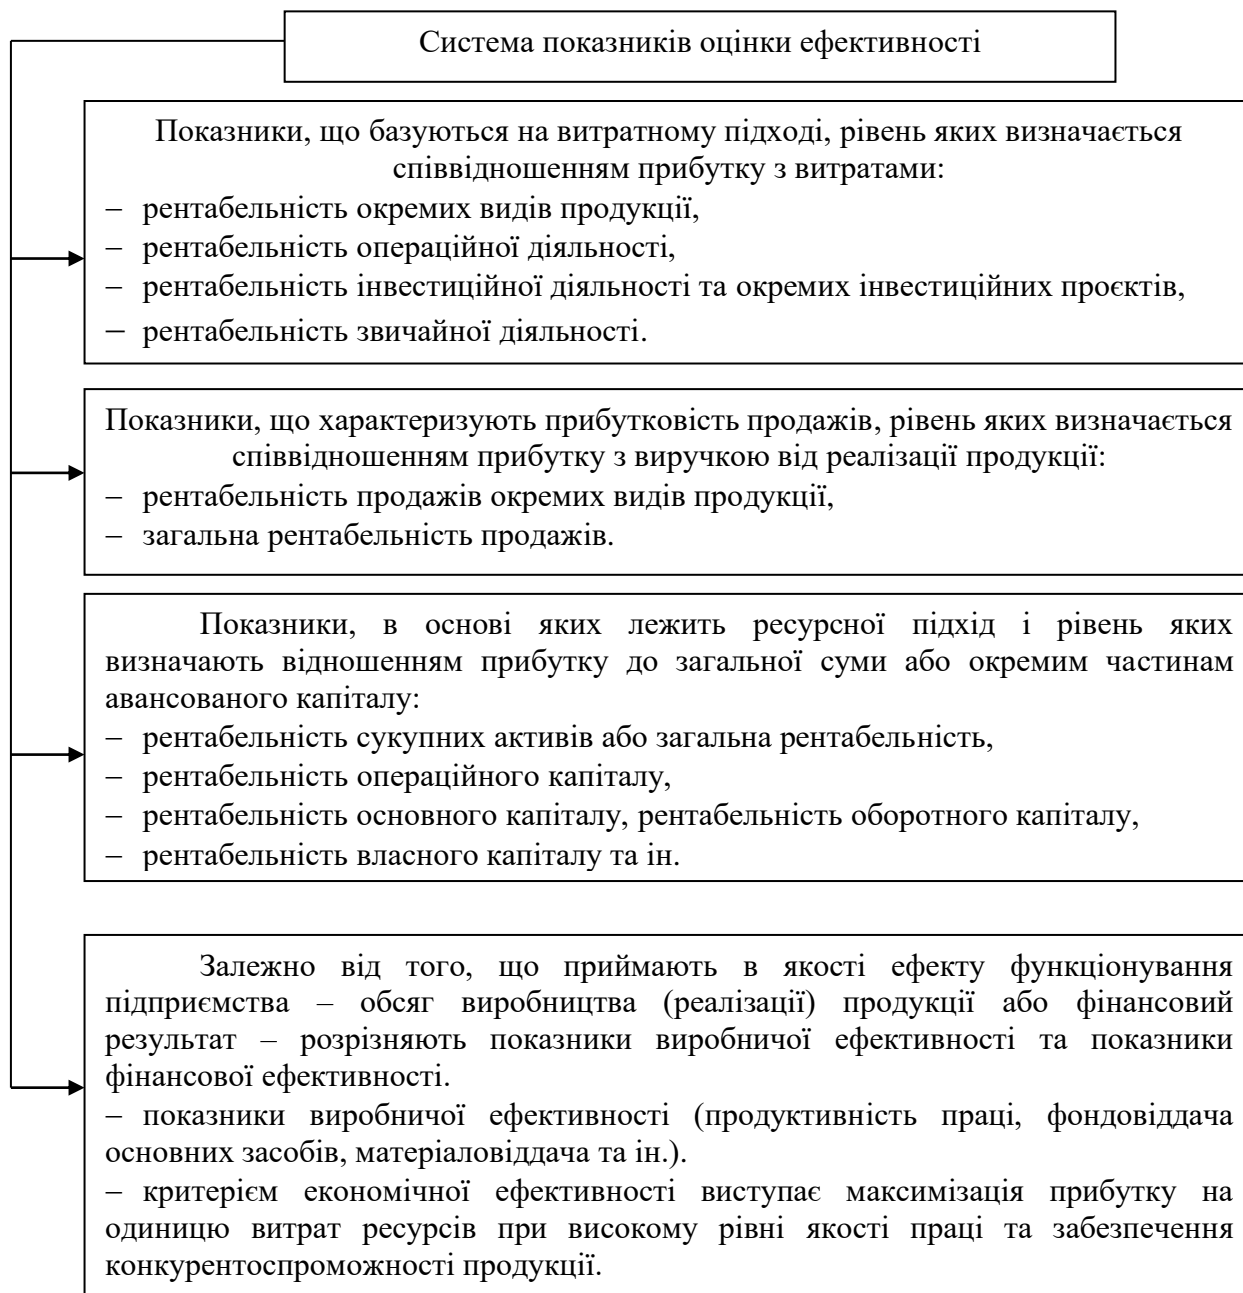 Система показників оцінки ефективності
Показники, що базуються на витратному підході, рівень яких визначається
співвідношенням прибутку з витратами:
– рентабельність окремих видів продукції,
– рентабельність операційної діяльності,
– рентабельність інвестиційної діяльності та окремих інвестиційних проєктів,
– рентабельність звичайної діяльності.
Показники, що характеризують прибутковість продажів, рівень яких визначається
співвідношенням прибутку з виручкою від реалізації продукції:
– рентабельність продажів окремих видів продукції,
– загальна рентабельність продажів.
Показники, в основі яких лежить ресурсної підхід і рівень яких
визначають відношенням прибутку до загальної суми або окремим частинам
авансованого капіталу:
– рентабельність сукупних активів або загальна рентабельність,
– рентабельність операційного капіталу,
– рентабельність основного капіталу, рентабельність оборотного капіталу,
– рентабельність власного капіталу та ін.
Залежно від того, що приймають в якості ефекту функціонування
підприємства – обсяг виробництва (реалізації) продукції або фінансовий
результат – розрізняють показники виробничої ефективності та показники
фінансової ефективності.
– показники виробничої ефективності (продуктивність праці, фондовіддача
основних засобів, матеріаловіддача та ін.).
– критерієм економічної ефективності виступає максимізація прибутку на
одиницю витрат ресурсів при високому рівні якості праці та забезпечення
конкурентоспроможності продукції.